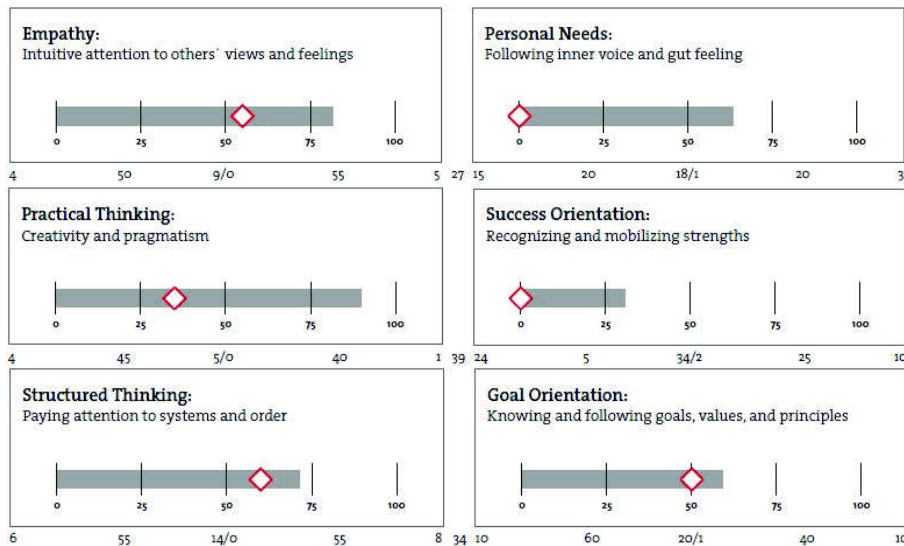 Empathy:
Intuitive attention to others´ views and feelings
0 25 50 75 100
4 50 9/0 55 5
Personal Needs:
Following inner voice and gut feeling
0 25 50 75 100
27 15 20 18/1 20 3
Practical Thinking:
Creativity and pragmatism
0 25 50 75 100
4 45 5/0 40 1
Success Orientation:
Recognizing and mobilizing strengths
0 25 50 75 100
39 24 5 34/2 25 10
Structured Thinking:
Paying attention to systems and order
0 25 50 75 100
6 55 14/0 55 8
Goal Orientation:
Knowing and following goals, values, and principles
0 25 50 75 100
34 10 60 20/1 40 10